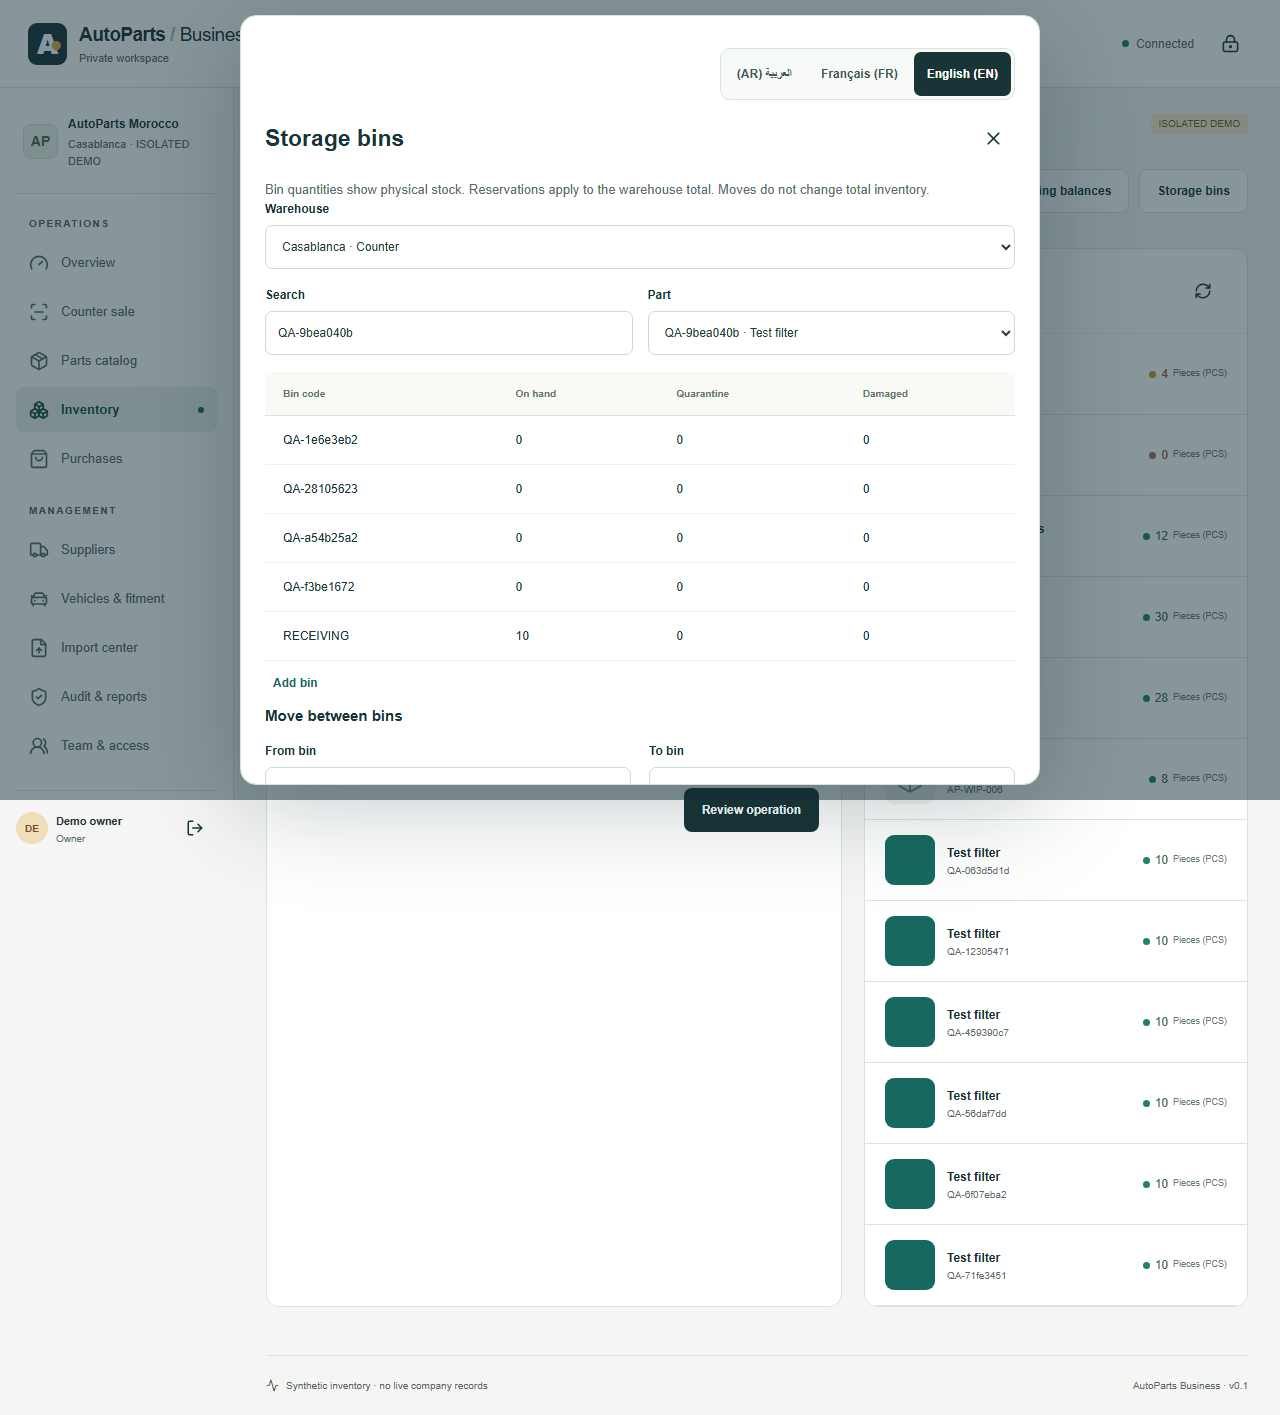 AutoParts / Busines
Private workspace
Connected
AP
AutoParts Morocco
Casablanca · ISOLATED
DEMO
OPERATIONS
Overview
Counter sale
Parts catalog
Inventory
Purchases
MANAGEMENT
Suppliers
Vehicles & fitment
Import center
Audit & reports
Team & access
DE
Demo owner
Owner
(AR) العربية
Français (FR)
English (EN)
Storage bins
Bin quantities show physical stock. Reservations apply to the warehouse total. Moves do not change total inventory.
Warehouse
Casablanca · Counter
Search
Part
QA-9bea040b
QA-9bea040b · Test filter
Bin code On hand Quarantine Damaged
QA-1e6e3eb2 0 0 0
QA-28105623 0 0 0
QA-a54b25a2 0 0 0
QA-f3be1672 0 0 0
RECEIVING 10 0 0
Add bin
Move between bins
From bin
To bin
Review operation
ISOLATED DEMO
ing balances
Storage bins
4 Pieces (PCS)
0 Pieces (PCS)
s
12 Pieces (PCS)
30 Pieces (PCS)
28 Pieces (PCS)
8 Pieces (PCS)
AP-WIP-006
Test filter
QA-063d5d1d
10 Pieces (PCS)
Test filter
QA-12305471
10 Pieces (PCS)
Test filter
QA-459390c7
10 Pieces (PCS)
Test filter
QA-56daf7dd
10 Pieces (PCS)
Test filter
QA-6f07eba2
10 Pieces (PCS)
Test filter
QA-71fe3451
10 Pieces (PCS)
Synthetic inventory · no live company records
AutoParts Business · v0.1